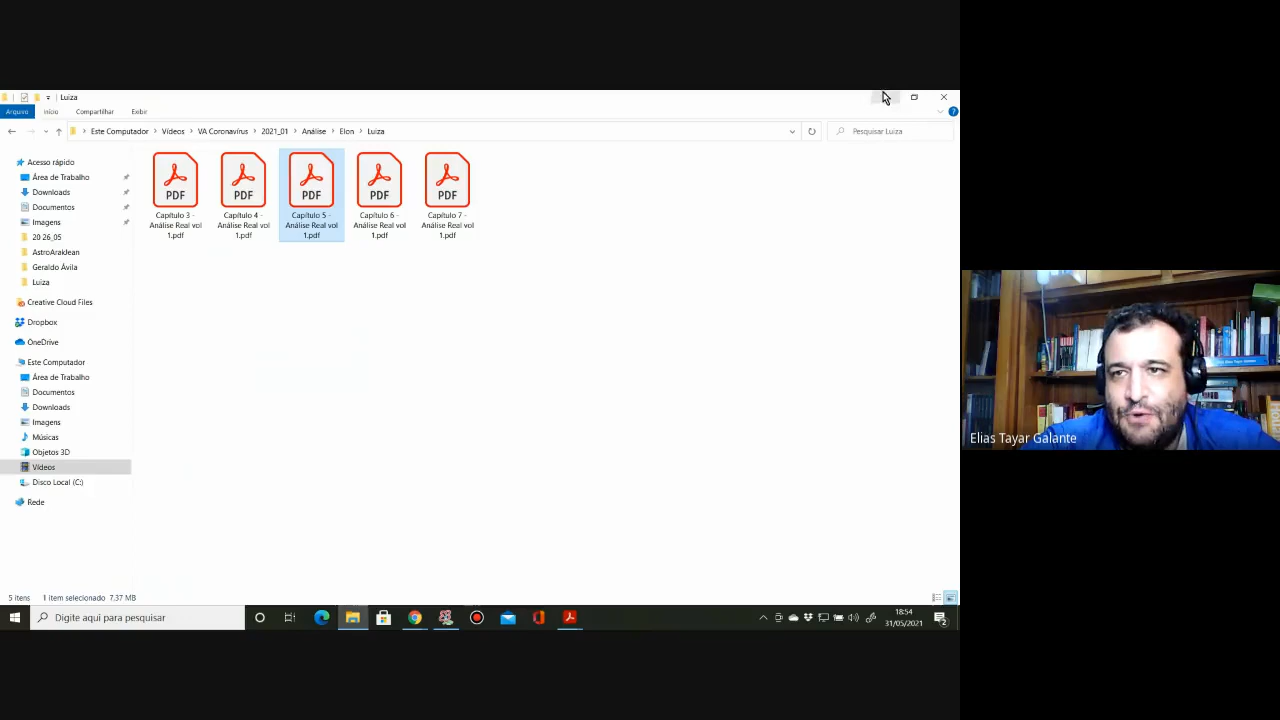 Luiza
Arquivo Início Compartilhar Exibir
Este Computador Vídeos VA Coronavírus 2021_01 Análise Elon Luiza
Pesquisar Luiza
Acesso rápido
Área de Trabalho
Downloads
Documentos
Imagens
20 26_05
AstroArakJean
Geraldo Ávila
Luiza
Creative Cloud Files
Dropbox
OneDrive
Este Computador
Área de Trabalho
Documentos
Downloads
Imagens
Músicas
Objetos 3D
Vídeos
Disco Local (C:)
Rede
PDF PDF PDF PDF PDF
Capítulo 3 -
Análise Real vol
1.pdf
Capítulo 4 -
Análise Real vol
1.pdf
Capítulo 5 -
Análise Real vol
1.pdf
Capítulo 6 -
Análise Real vol
1.pdf
Capítulo 7 -
Análise Real vol
1.pdf
5 itens 1 item selecionado 7,37 MB
Digite aqui para pesquisar
18:54
31/05/2021
2
Elias Tayar Galante